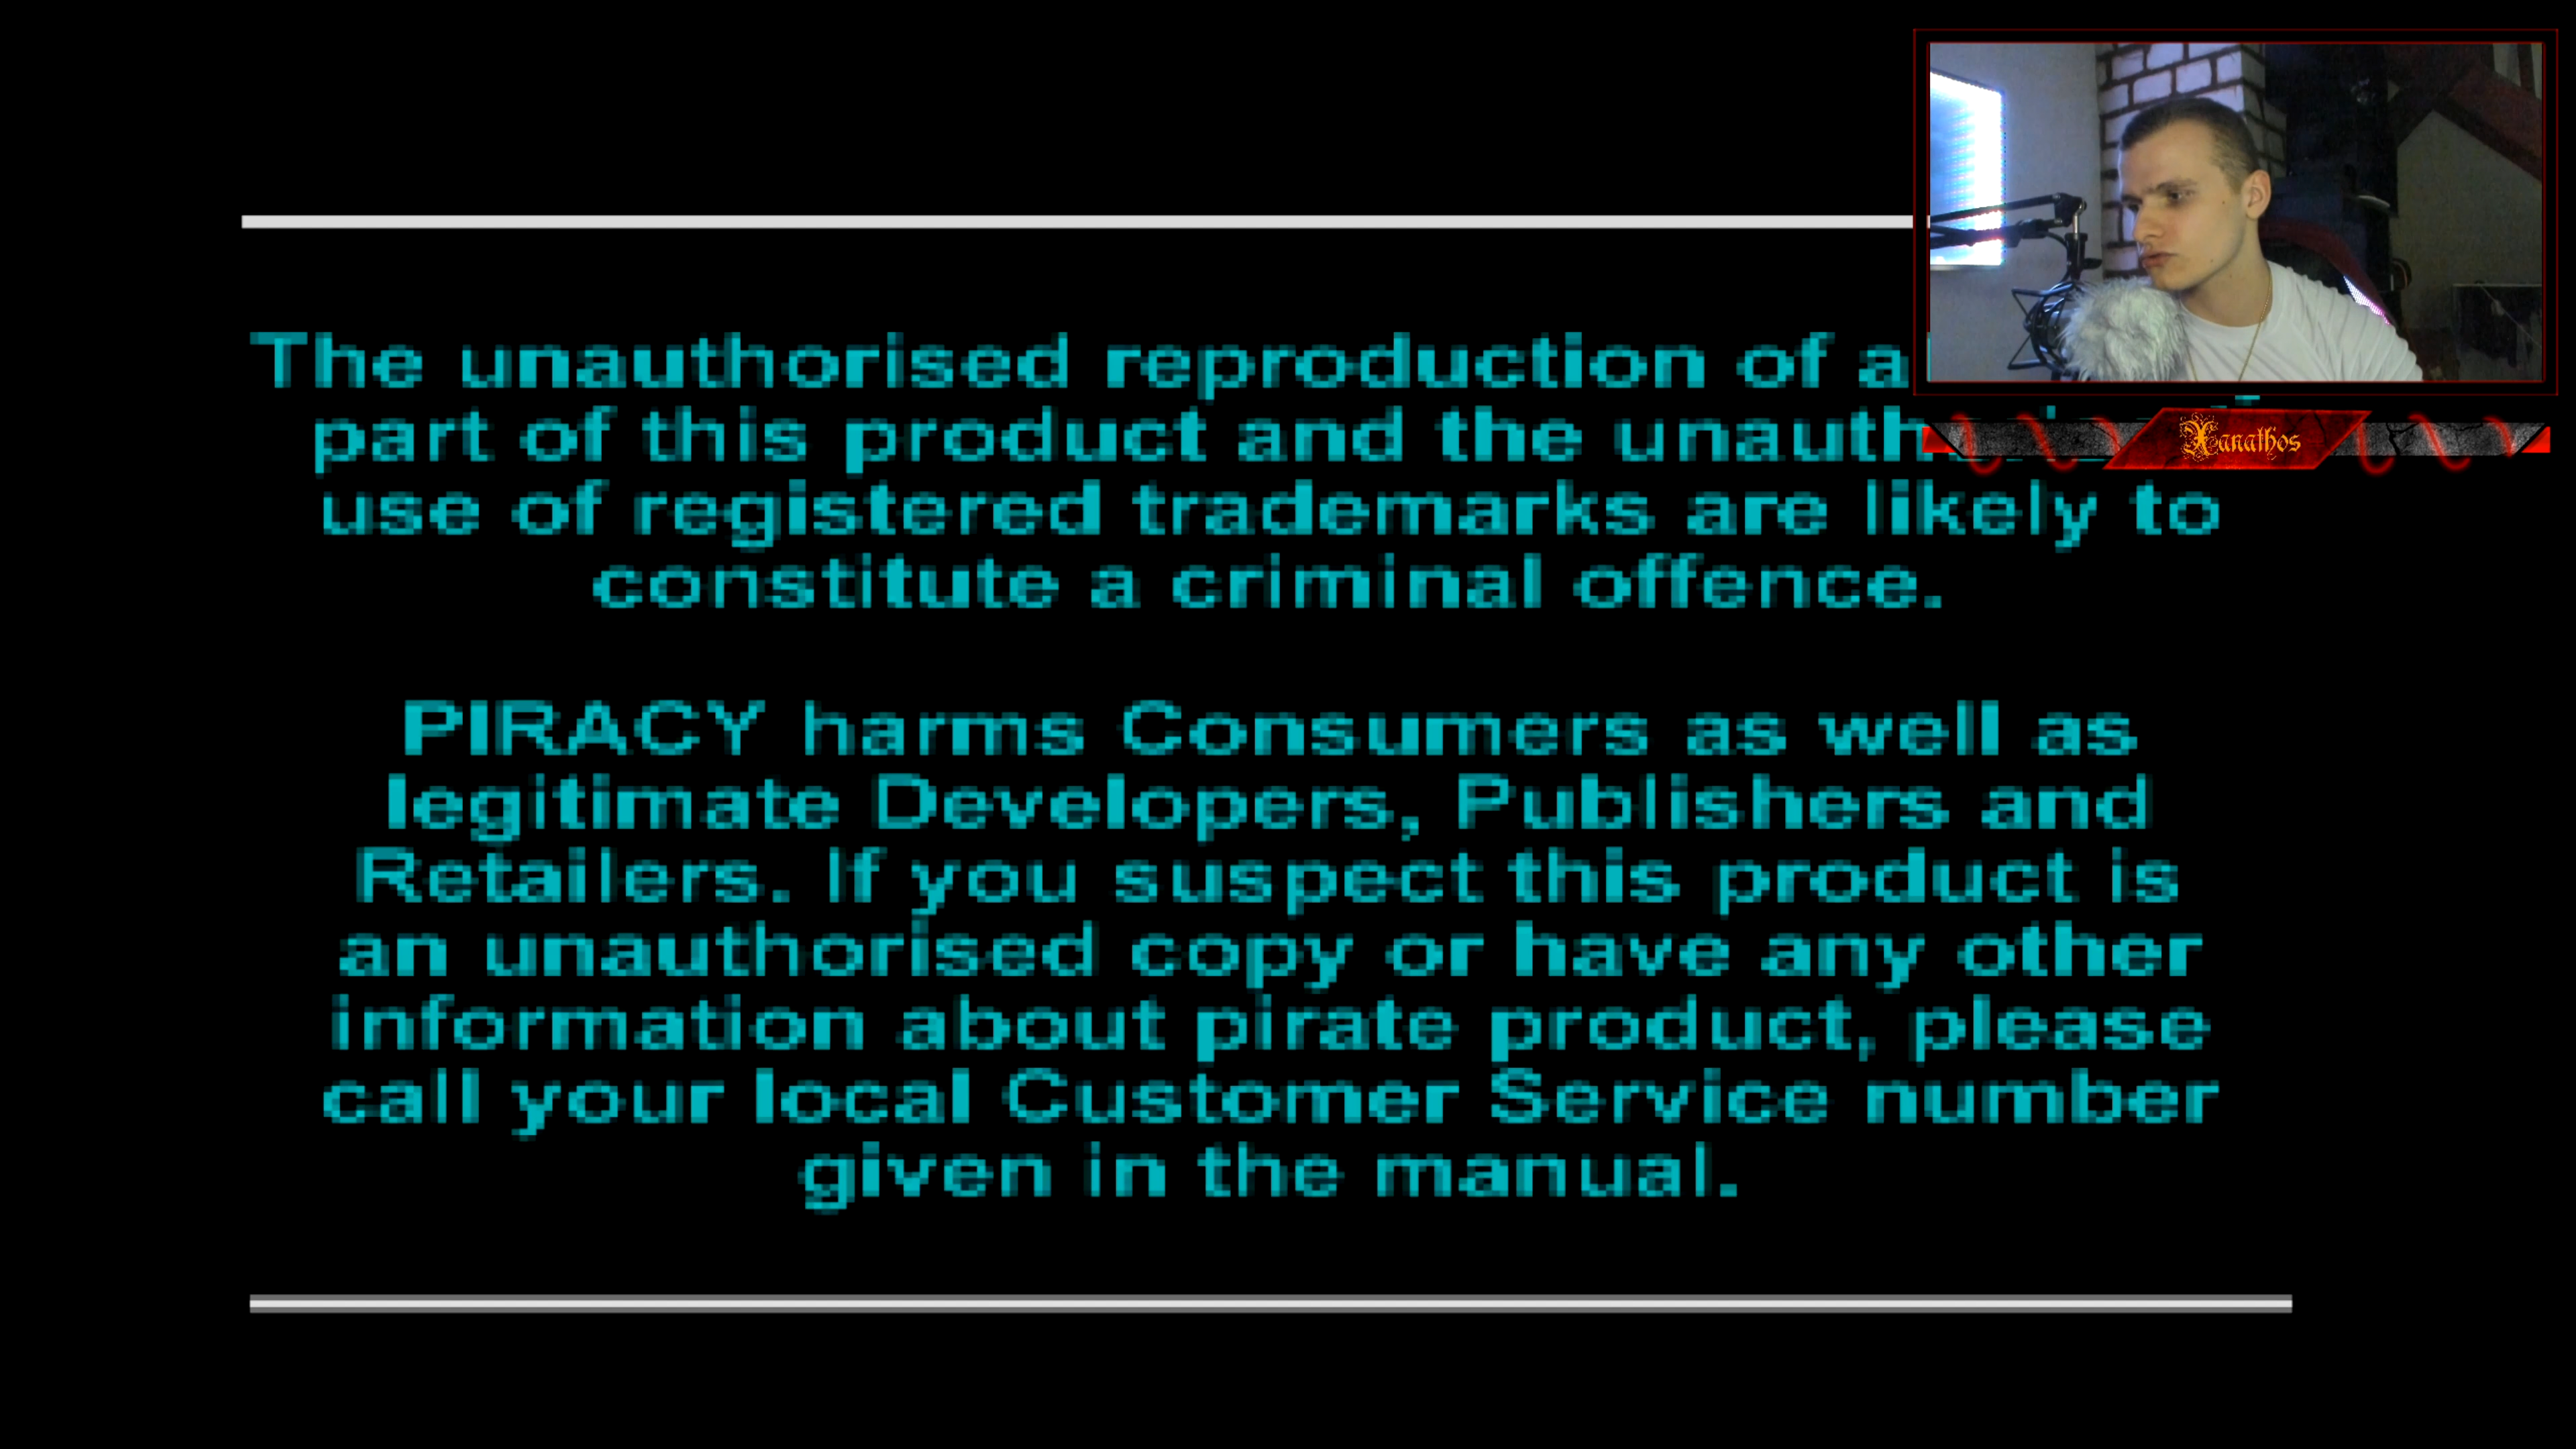 The unauthorised reproduction of a
part of this product and the
use of registered trademarks are likely to
constitute a criminal offence.
PIRACY harms Consumers as well as
legitimate Developers, Publishers and
Retailers. If you suspect this product is
an unauthorised copy or have any other
information about pirate product, please
call your local Customer Service number
given in the manual.
Xanathos